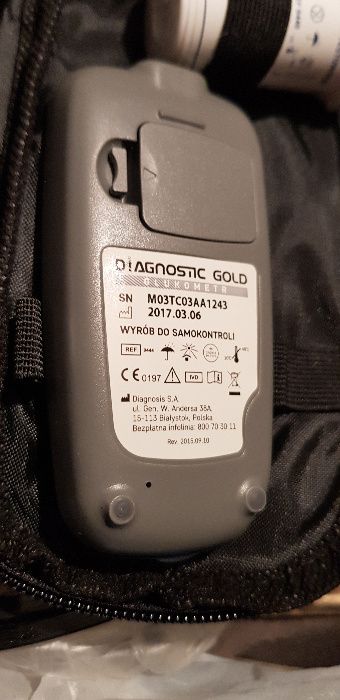 DIAGNOSTIC GOLD
GLUKOMETR
SN M03TC03AA1243
2017.03.06
WYRÓB DO SAMOKONTROLI
REF
CE 0197 IVD
Diagnosis S.A.
ul. Gen. W. Andersa 38A,
15-113 Białystok, Polska
Bezpłatna infolinia: 800 70 30 11
Rev. 2015.09.10